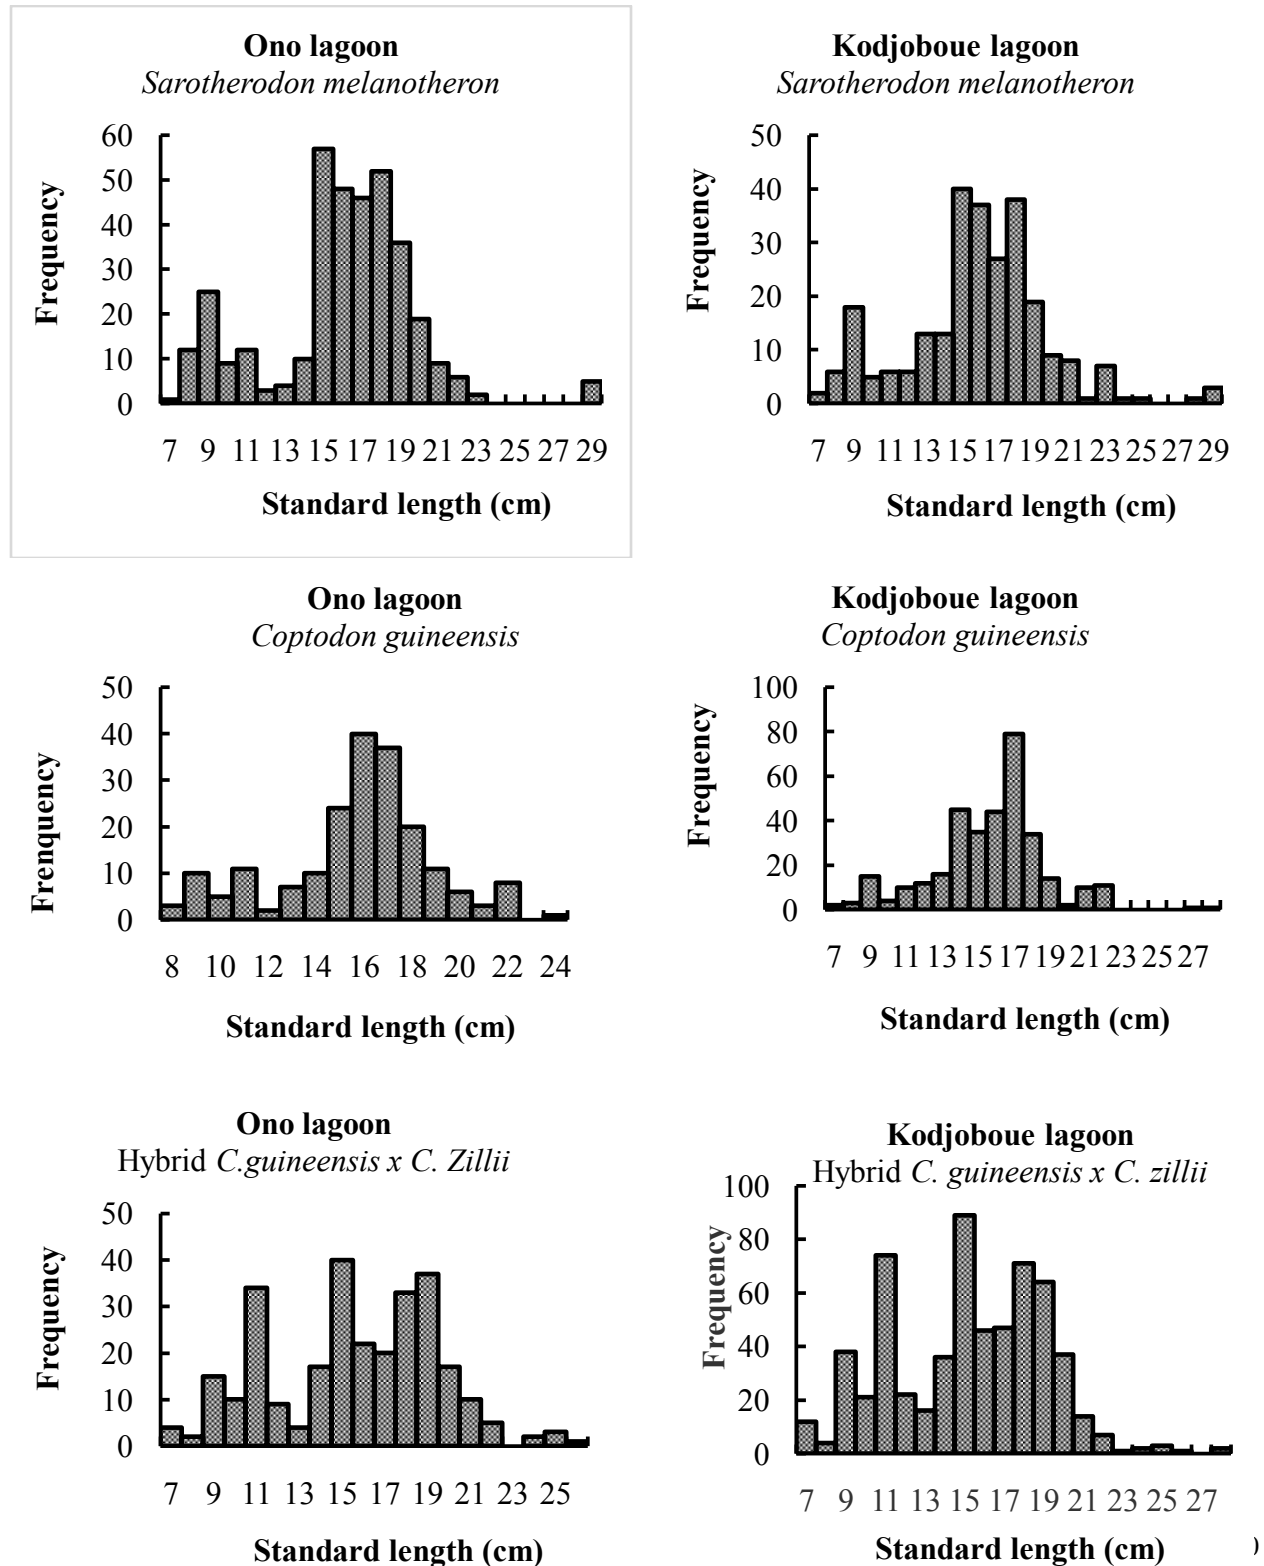 Ono lagoon
Sarotherodon melanotheron
60
50
40
30
20
10
0
Frequency
7 9 11 13 15 17 19 21 23 25 27 29
Standard length (cm)
Kodjoboue lagoon
Sarotherodon melanotheron
50
40
30
20
10
0
Frequency
7 9 11 13 15 17 19 21 23 25 27 29
Standard length (cm)
Ono lagoon
Coptodon guineensis
50
40
30
20
10
0
Frenquency
8 10 12 14 16 18 20 22 24
Standard length (cm)
Kodjoboue lagoon
Coptodon guineensis
100
80
60
40
20
0
Frequency
7 9 11 13 15 17 19 21 23 25 27
Standard length (cm)
Ono lagoon
Hybrid C.guineensis x C. Zillii
50
40
30
20
10
0
Frequency
7 9 11 13 15 17 19 21 23 25
Standard length (cm)
Kodjoboue lagoon
Hybrid C. guineensis x C. zillii
100
80
60
40
20
0
Frequency
7 9 11 13 15 17 19 21 23 25 27
Standard length (cm)
)